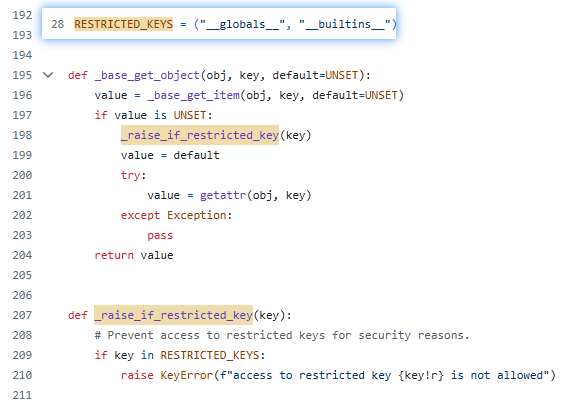 192
28 RESTRICTED_KEYS = ("__globals__", "__builtins__")
193
194
195 def _base_get_object(obj, key, default=UNSET):
196     value = _base_get_item(obj, key, default=UNSET)
197     if value is UNSET:
198         _raise_if_restricted_key(key)
199         value = default
200         try:
201             value = getattr(obj, key)
202         except Exception:
203             pass
204     return value
205
206
207 def _raise_if_restricted_key(key):
208     # Prevent access to restricted keys for security reasons.
209     if key in RESTRICTED_KEYS:
210         raise KeyError(f"access to restricted key {key!r} is not allowed")
211